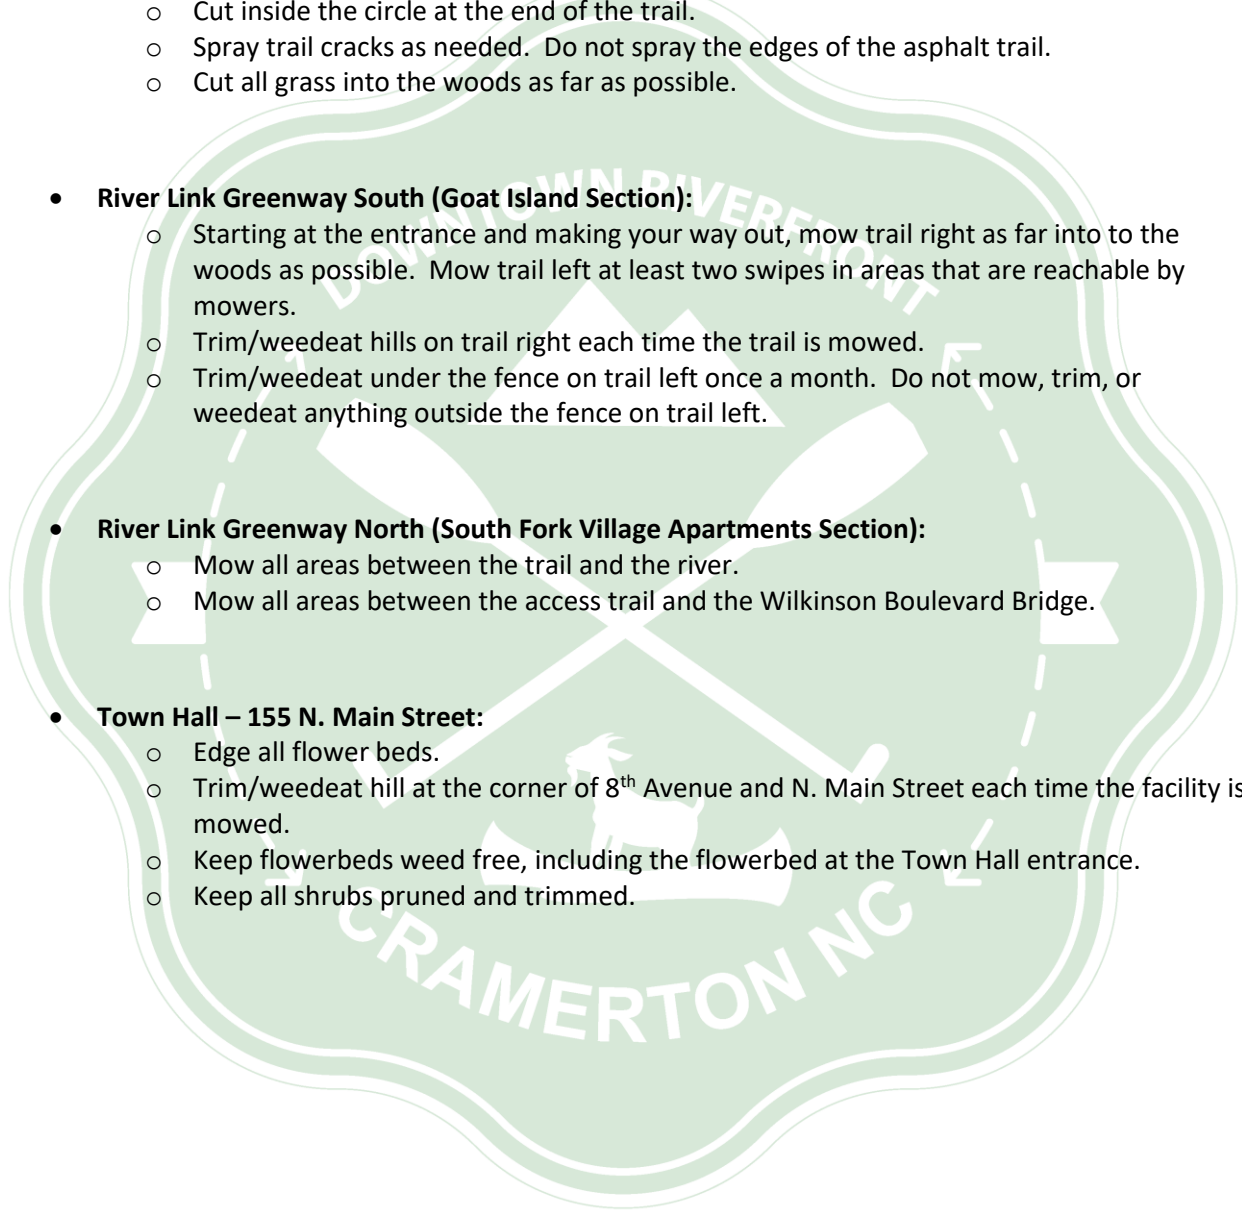 o Cut inside the circle at the end of the trail.
o Spray trail cracks as needed.  Do not spray the edges of the asphalt trail.
o Cut all grass into the woods as far as possible.
• River Link Greenway South (Goat Island Section):
o Starting at the entrance and making your way out, mow trail right as far into to the
woods as possible.  Mow trail left at least two swipes in areas that are reachable by
mowers.
o Trim/weedeat hills on trail right each time the trail is mowed.
o Trim/weedeat under the fence on trail left once a month.  Do not mow, trim, or
weedeat anything outside the fence on trail left.
• River Link Greenway North (South Fork Village Apartments Section):
o Mow all areas between the trail and the river.
o Mow all areas between the access trail and the Wilkinson Boulevard Bridge.
• Town Hall – 155 N. Main Street:
o Edge all flower beds.
o Trim/weedeat hill at the corner of 8th Avenue and N. Main Street each time the facility is
mowed.
o Keep flowerbeds weed free, including the flowerbed at the Town Hall entrance.
o Keep all shrubs pruned and trimmed.
DOWNTOWN RIVERFRONT
CRAMERTON NC